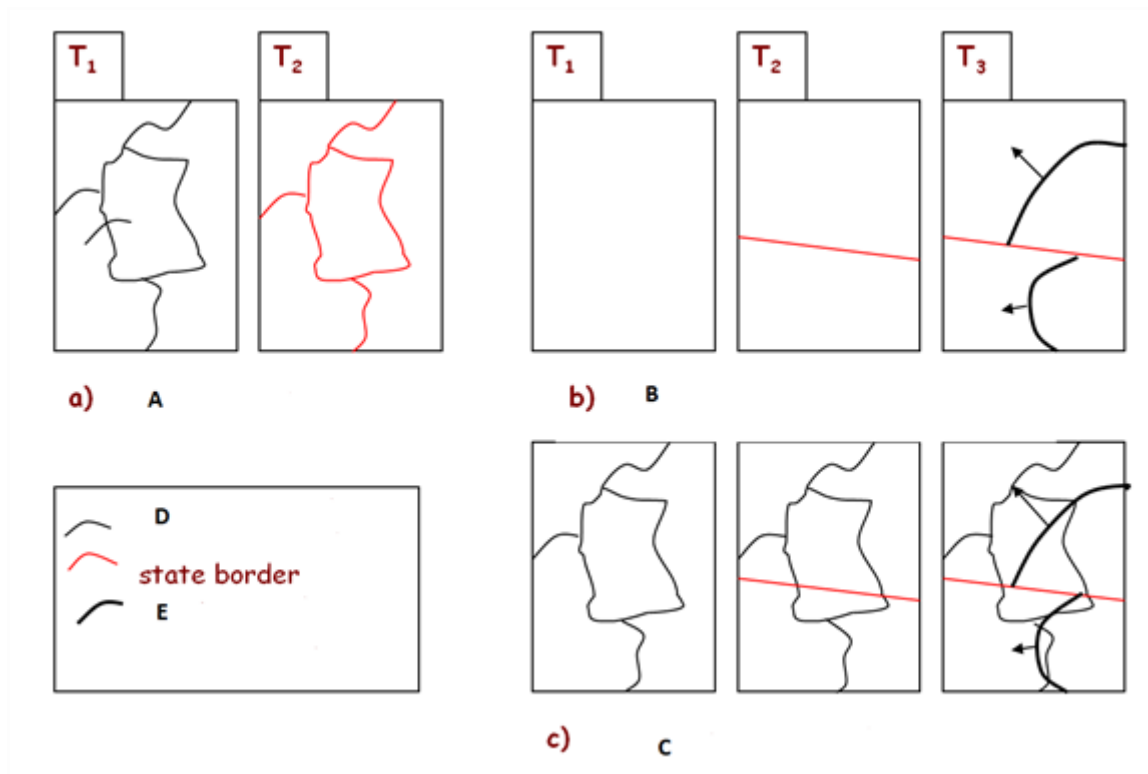 T₁
T₂
T₁
T₂
T₃
a) A
b) B
D
state border
E
c) C